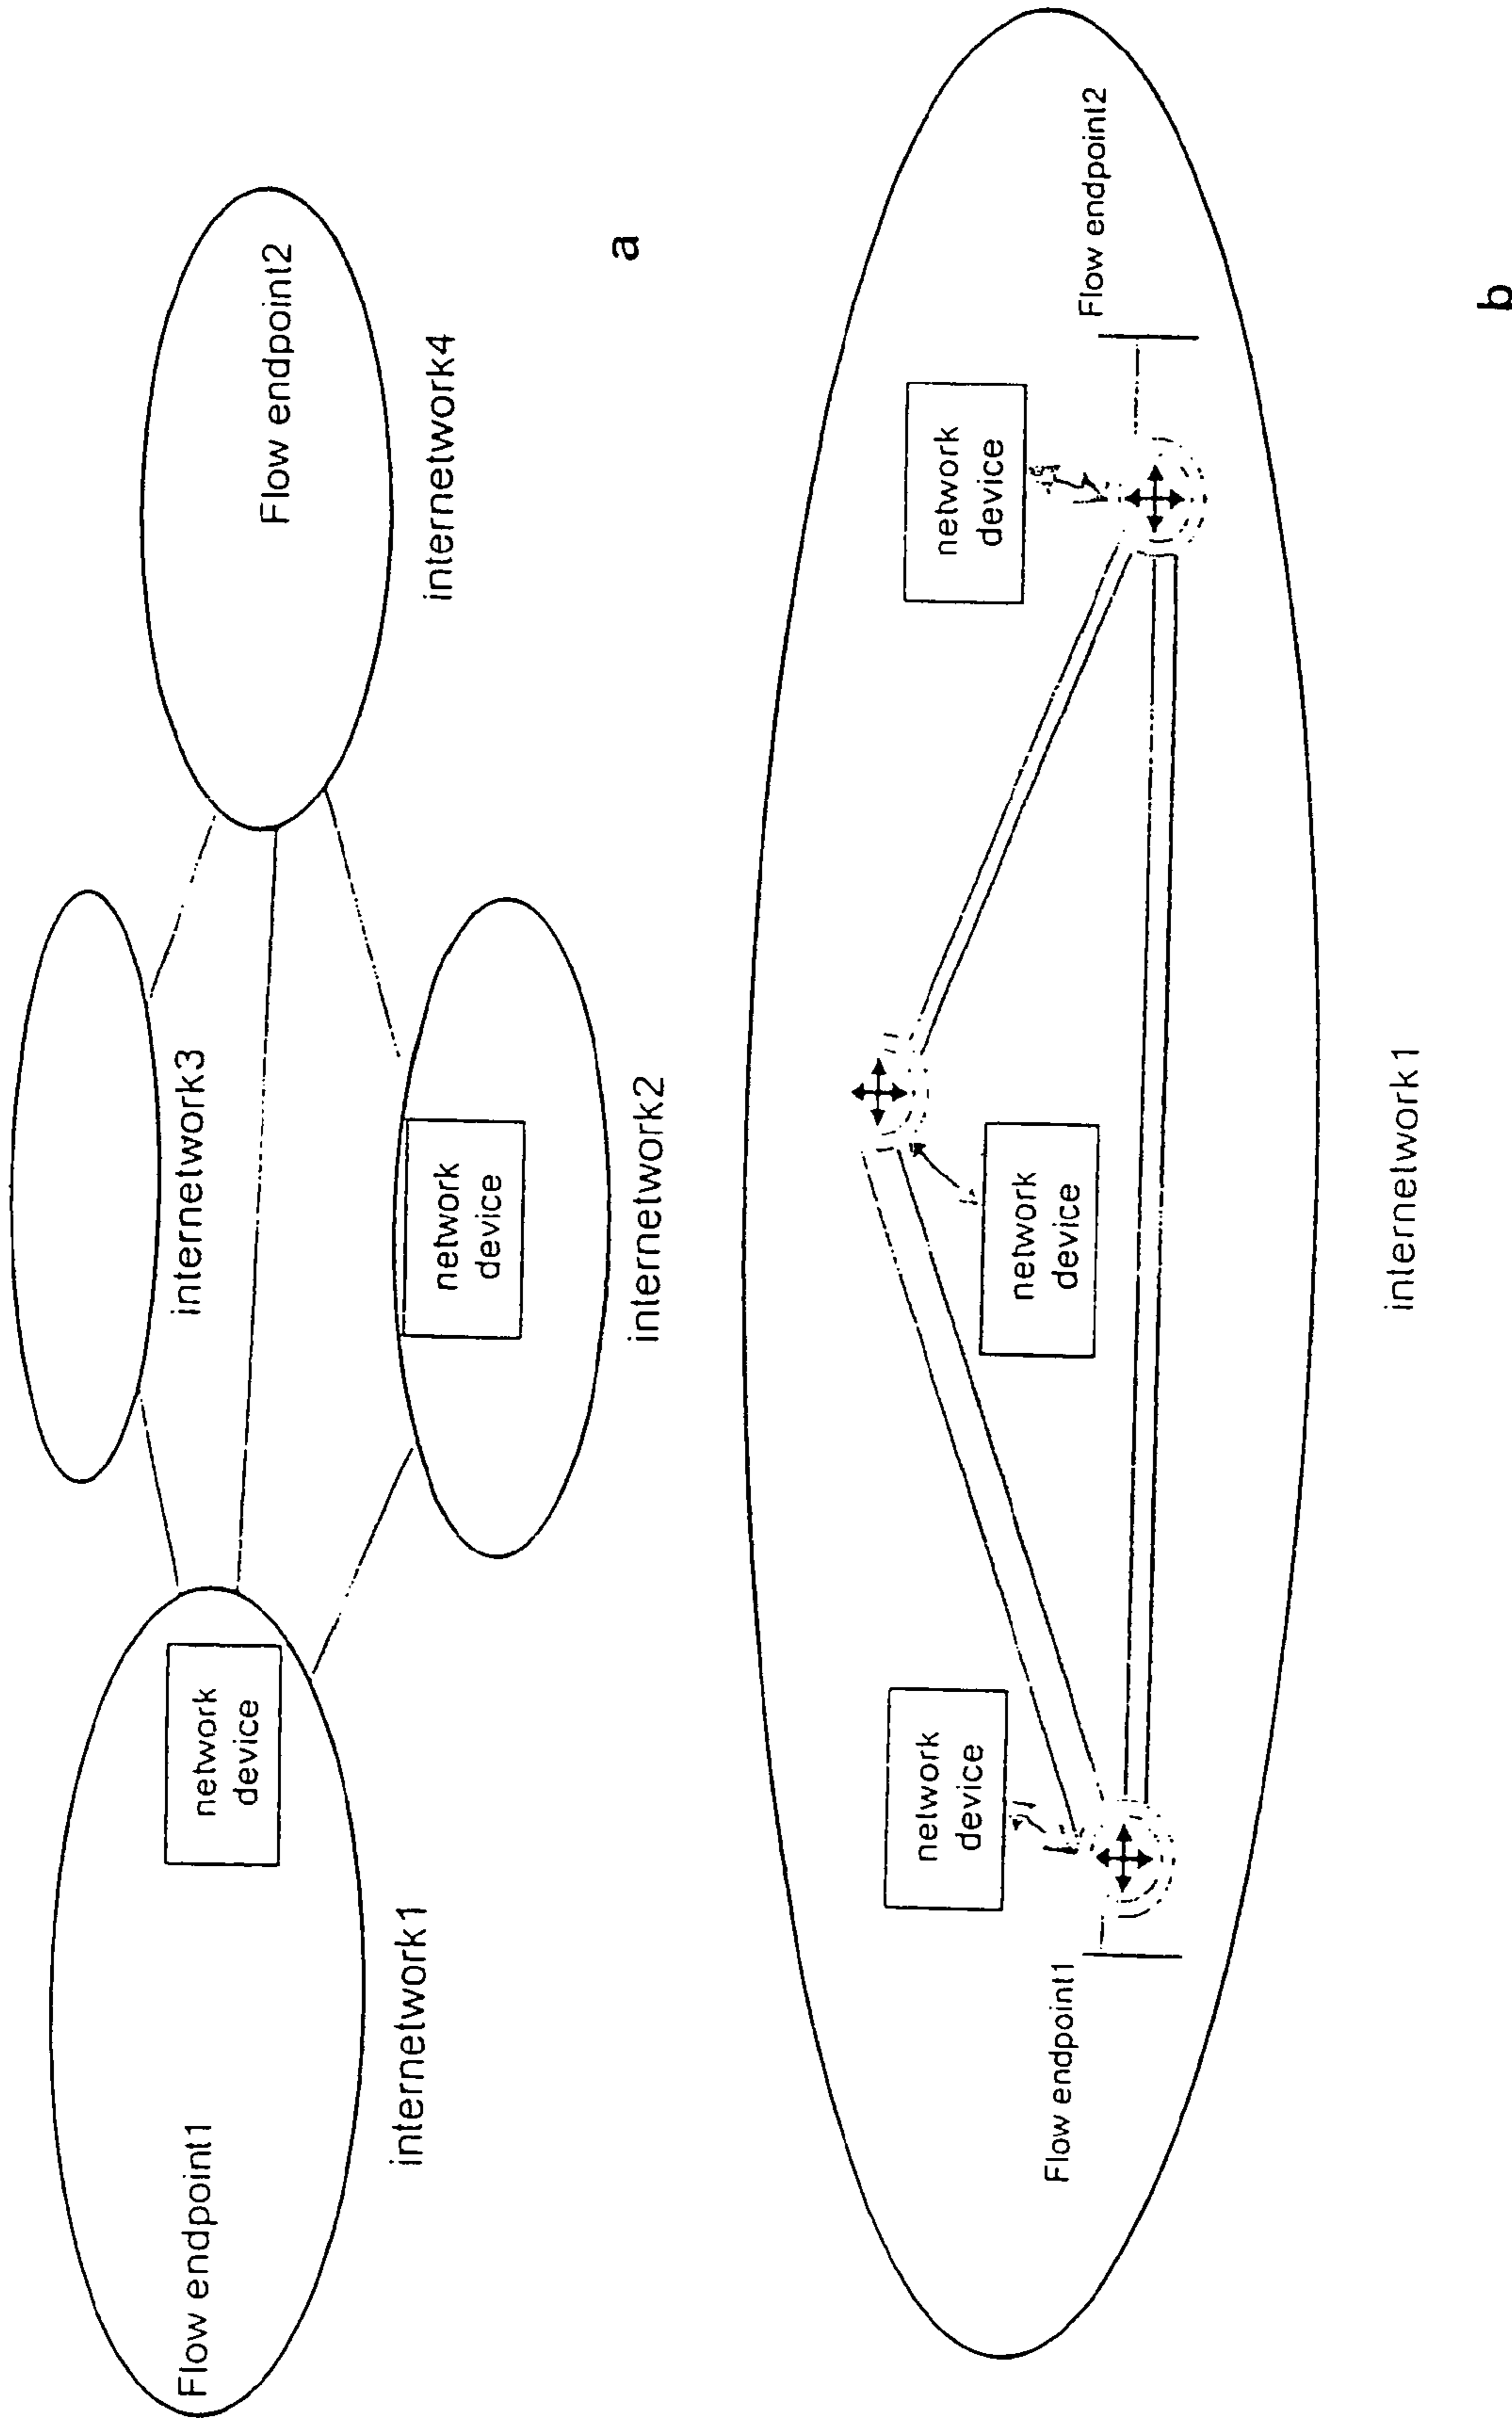 internetwork3
Flow endpoint1
network
device
Flow endpoint2
internetwork1
internetwork4
network
device
internetwork2
a
network
device
network
device
network
device
Flow endpoint1
Flow endpoint2
internetwork1
b